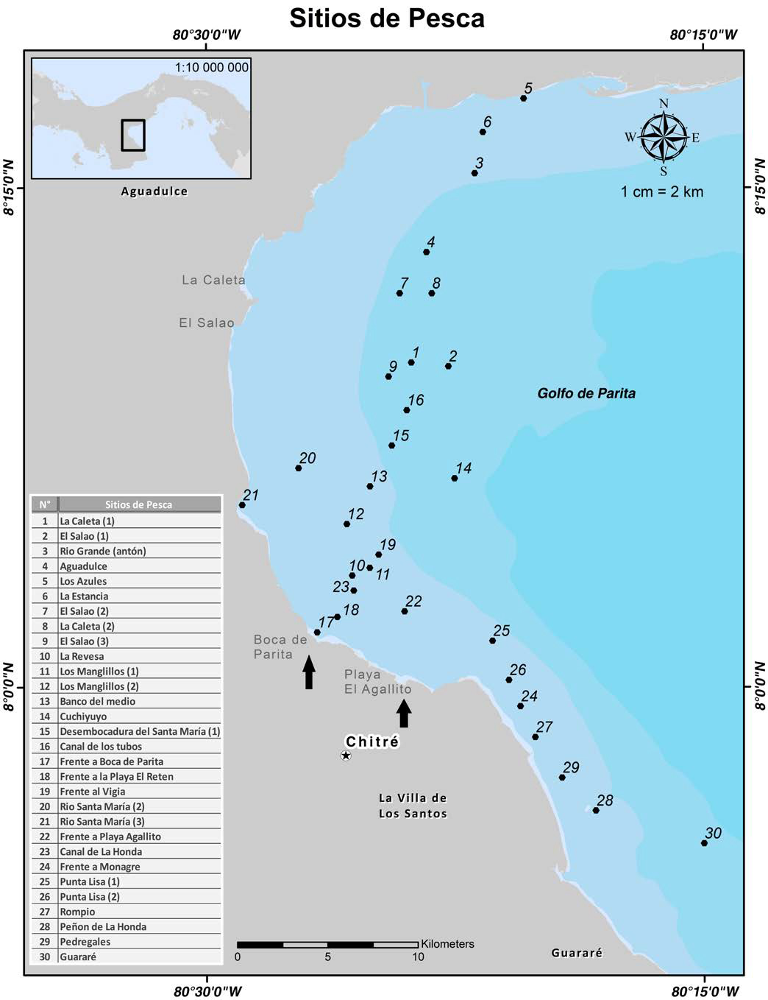 Sitios de Pesca
80°30'0"W
80°15'0"W
1:10 000 000
5
6
N
W
E
S
3
8°15'0"N
8°15'0"N
Aguadulce
1 cm = 2 km
4
La Caleta
7
8
El Salao
1
2
9
Golfo de Parita
16
15
20
14
13
21
12
19
10
11
23
22
18
17
25
Boca de
Parita
26
Playa
El Agallito
8°0'0"N
8°0'0"N
24
27
Chitré
29
La Villa de
Los Santos
28
30
N° Sitios de Pesca
1 La Caleta (1)
2 El Salao (1)
3 Rio Grande (antón)
4 Aguadulce
5 Los Azules
6 La Estancia
7 El Salao (2)
8 La Caleta (2)
9 El Salao (3)
10 La Revesa
11 Los Manglillos (1)
12 Los Manglillos (2)
13 Banco del medio
14 Cuchiyuyo
15 Desembocadura del Santa María (1)
16 Canal de los tubos
17 Frente a Boca de Parita
18 Frente a la Playa El Reten
19 Frente al Vigia
20 Rio Santa María (2)
21 Rio Santa María (3)
22 Frente a Playa Agallito
23 Canal de La Honda
24 Frente a Monagre
25 Punta Lisa (1)
26 Punta Lisa (2)
27 Rompio
28 Peñon de La Honda
29 Pedregales
30 Guararé
Kilometers
0 5 10
Guararé
80°30'0"W
80°15'0"W